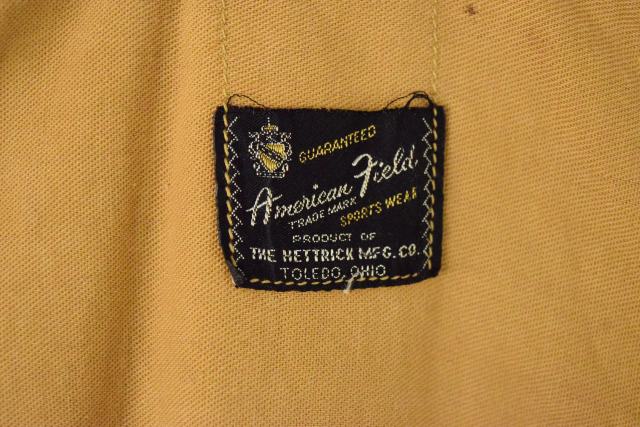 GUARANTEED
American Field
TRADE MARK
SPORTS WEAR
PRODUCT OF
THE HETTRICK MFG. CO.
TOLEDO, OHIO